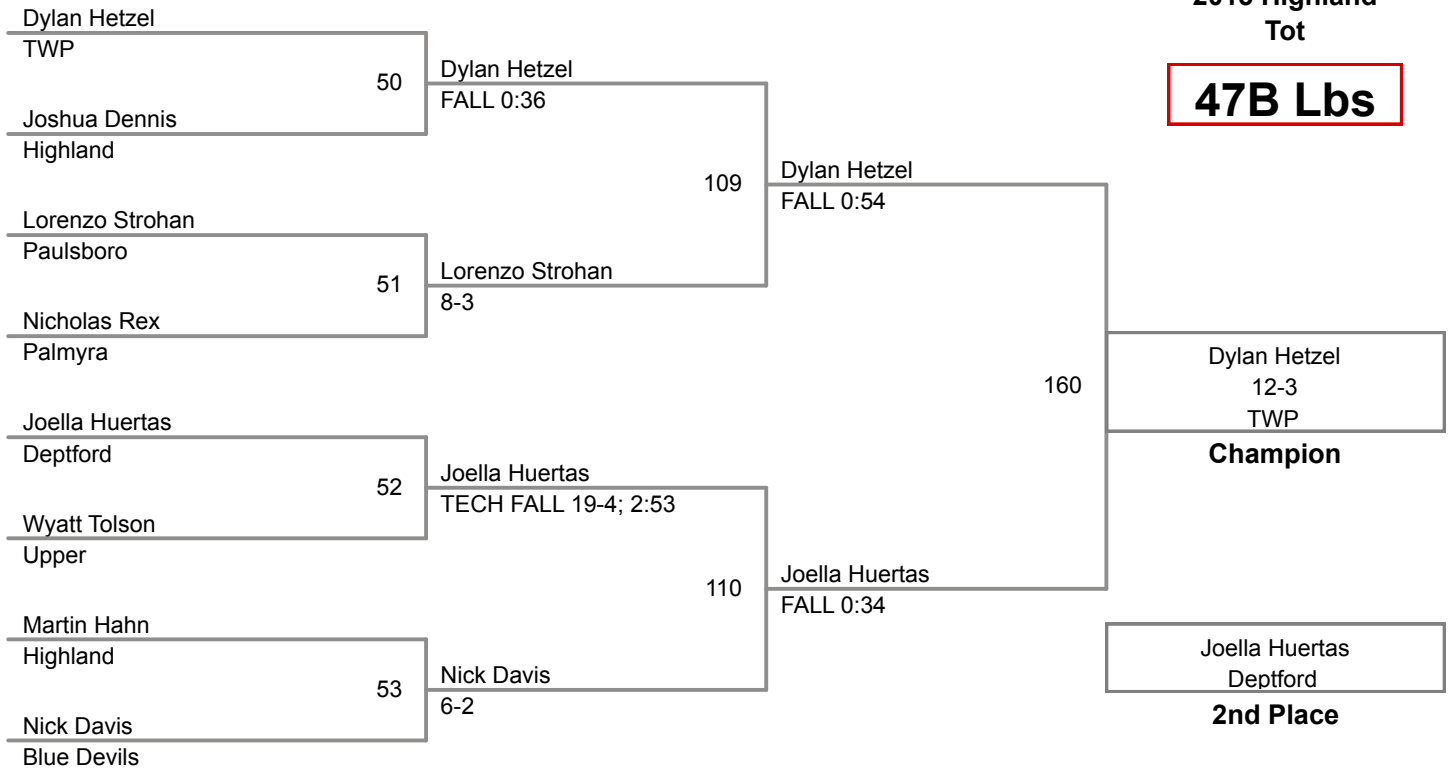 Dylan Hetzel
TWP
50
Joshua Dennis
Highland
Lorenzo Strohan
Paulsboro
51
Nicholas Rex
Palmyra
Joella Huertas
Deptford
52
Wyatt Tolson
Upper
Martin Hahn
Highland
53
Nick Davis
Blue Devils
Dylan Hetzel
FALL 0:36
109
Lorenzo Strohan
8-3
Joella Huertas
TECH FALL 19-4; 2:53
110
Nick Davis
6-2
Dylan Hetzel
FALL 0:54
160
Joella Huertas
FALL 0:34
Highland
Tot
47B Lbs
Dylan Hetzel
12-3
TWP
Champion
Joella Huertas
Deptford
2nd Place